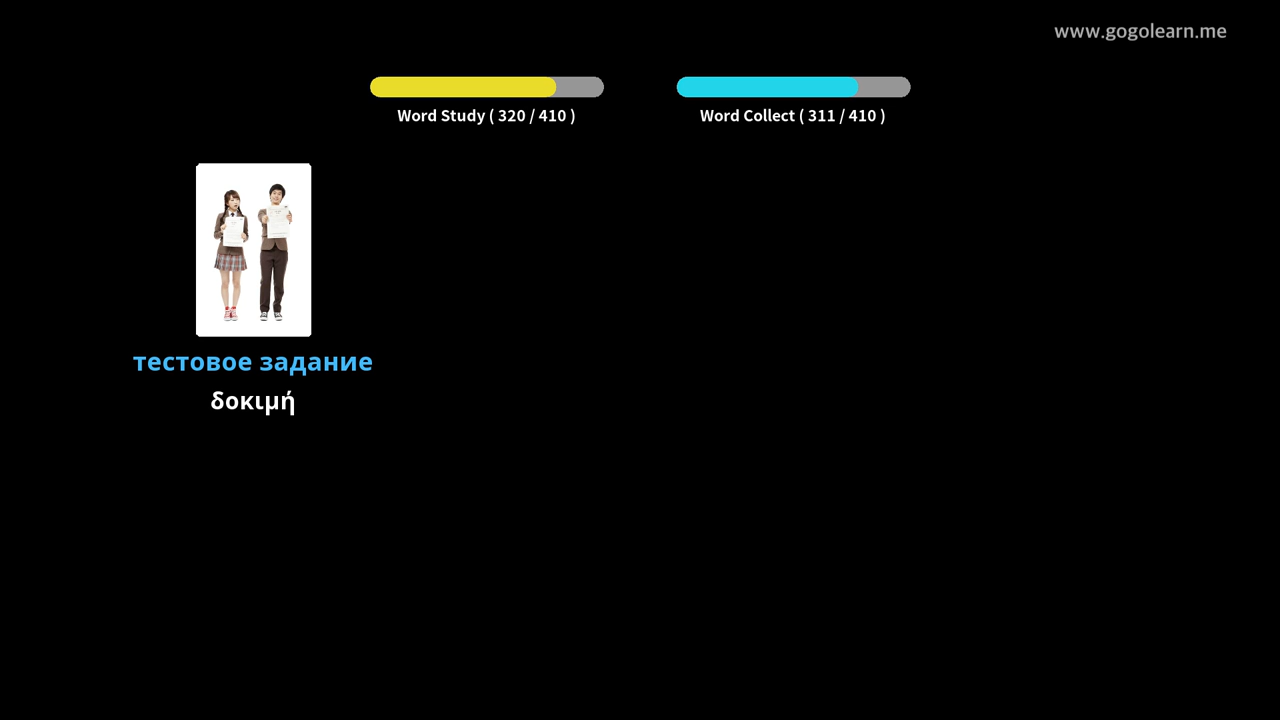 www.gogolearn.me
Word Study ( 320 / 410 )
Word Collect ( 311 / 410 )
тестовое задание
δοκιμή